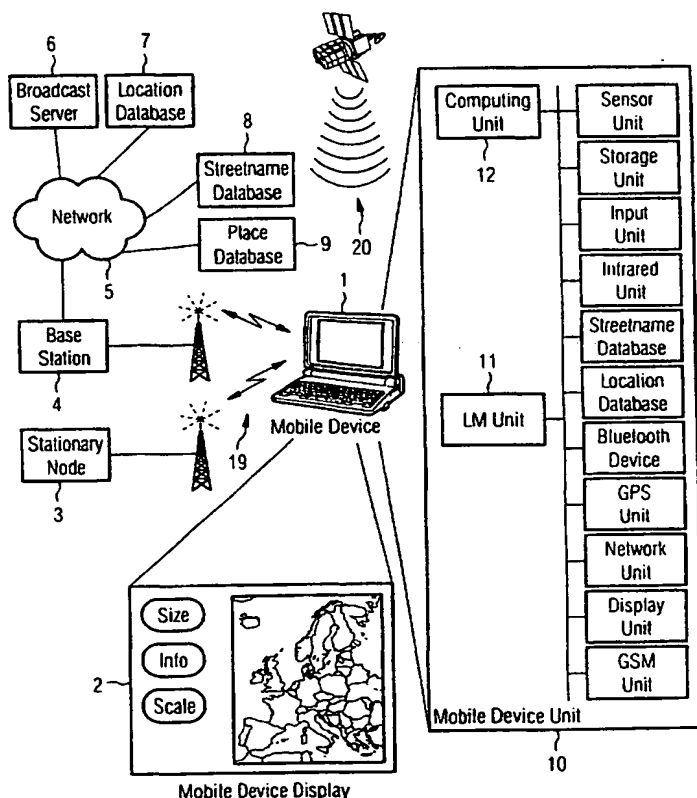 6
7
Broadcast
Server
Location
Database
8
Streetname
Database
Network
Place
Database
9
5
20
1
Base
Station
4
Mobile Device
19
Stationary
Node
3
2
Size
Info
Scale
Mobile Device Display
Computing
Unit
12
Sensor
Unit
Storage
Unit
Input
Unit
Infrared
Unit
Streetname
Database
11
LM Unit
Location
Database
Bluetooth
Device
GPS
Unit
Network
Unit
Display
Unit
GSM
Unit
Mobile Device Unit
10